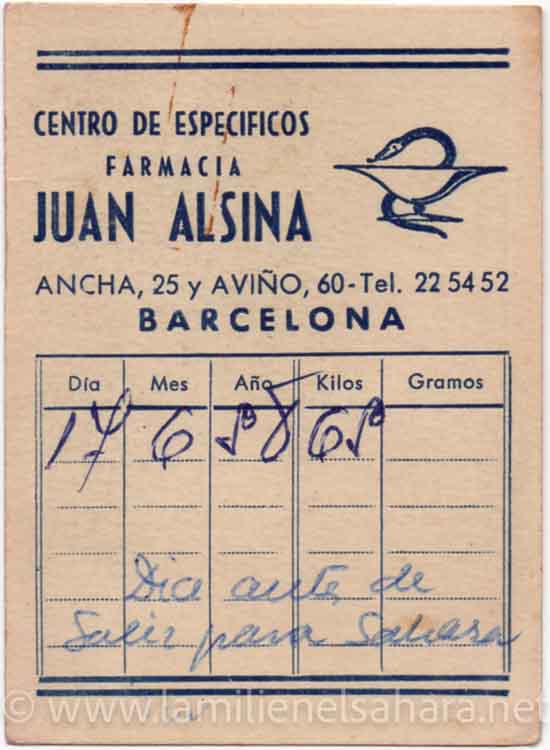 CENTRO DE ESPECIFICOS
FARMACIA
JUAN ALSINA
ANCHA, 25 y AVIÑO, 60 - Tel. 22 54 52
BARCELONA
Día Mes Año Kilos Gramos
17 6 58 65
Dia ante de
Salir para Sahara
© www.lamilienelsahara.net